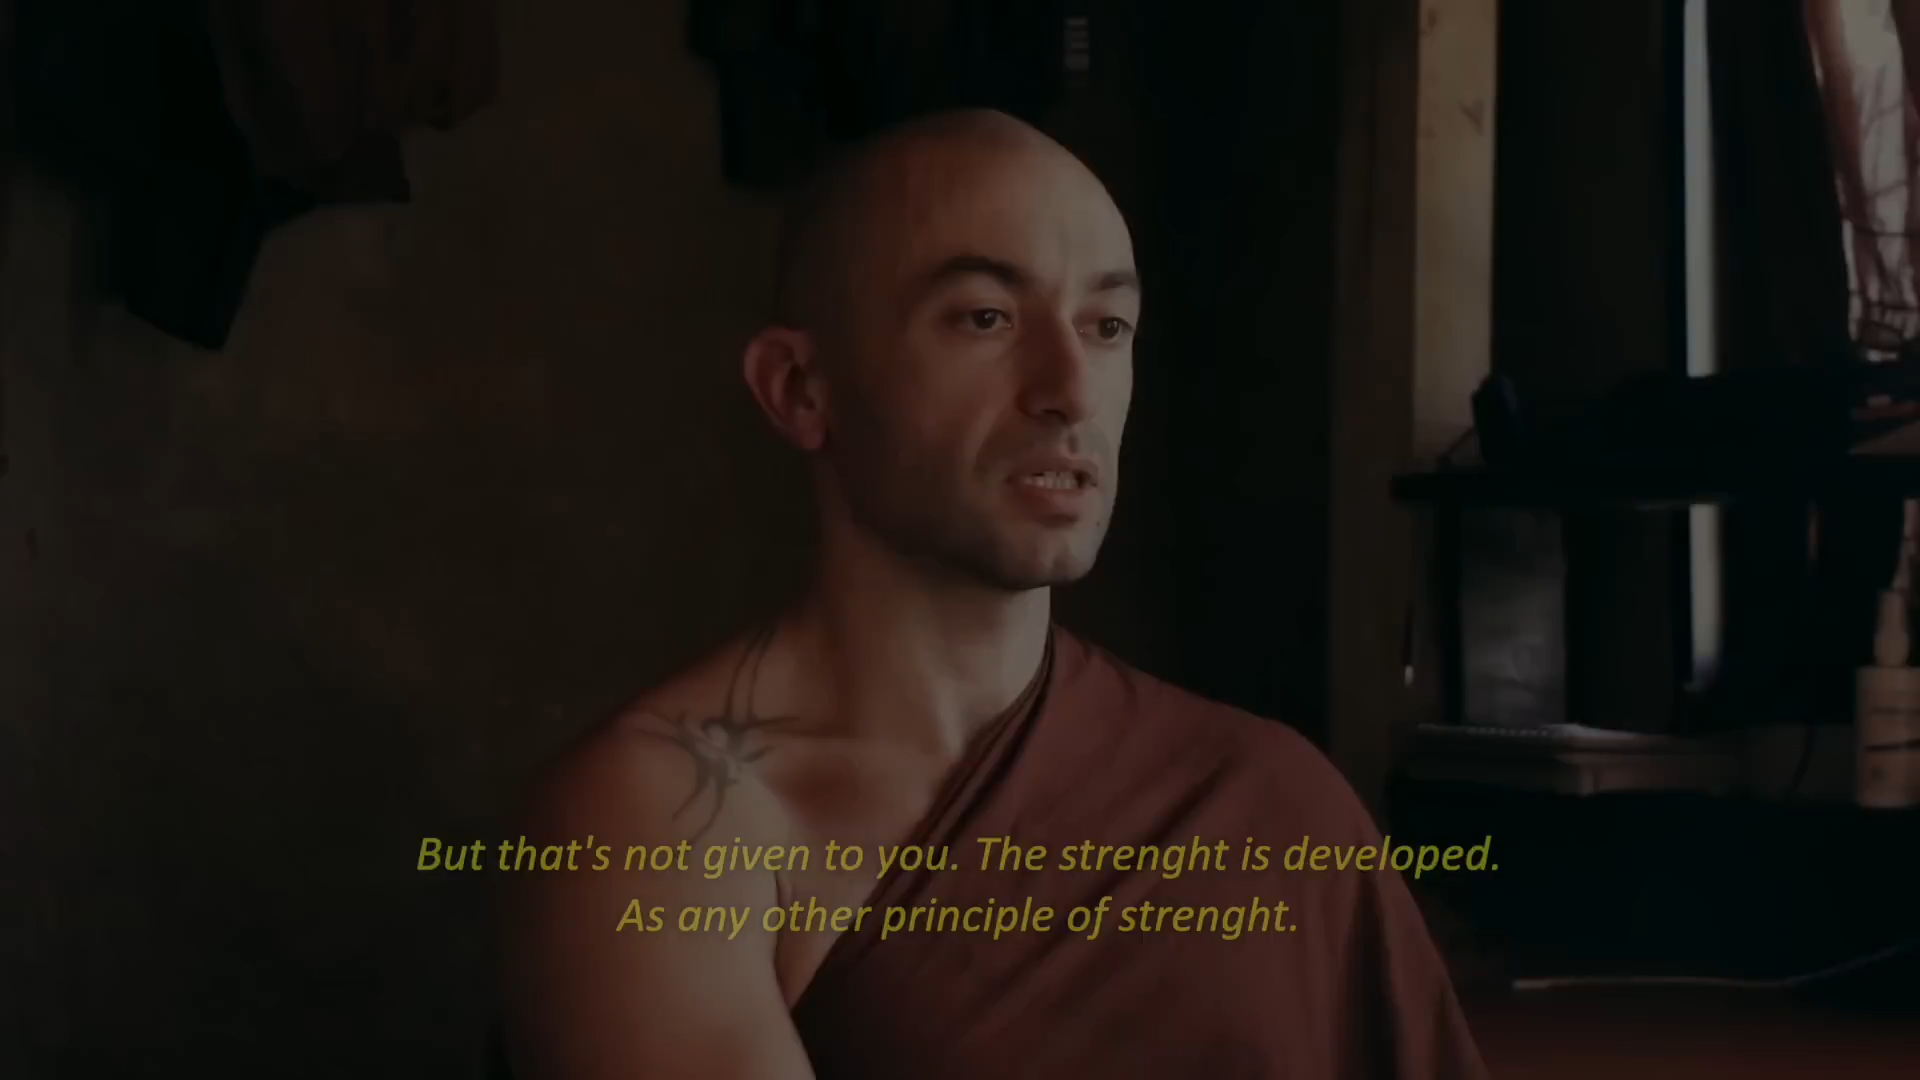 But that's not given to you. The strenght is developed.
As any other principle of strenght.